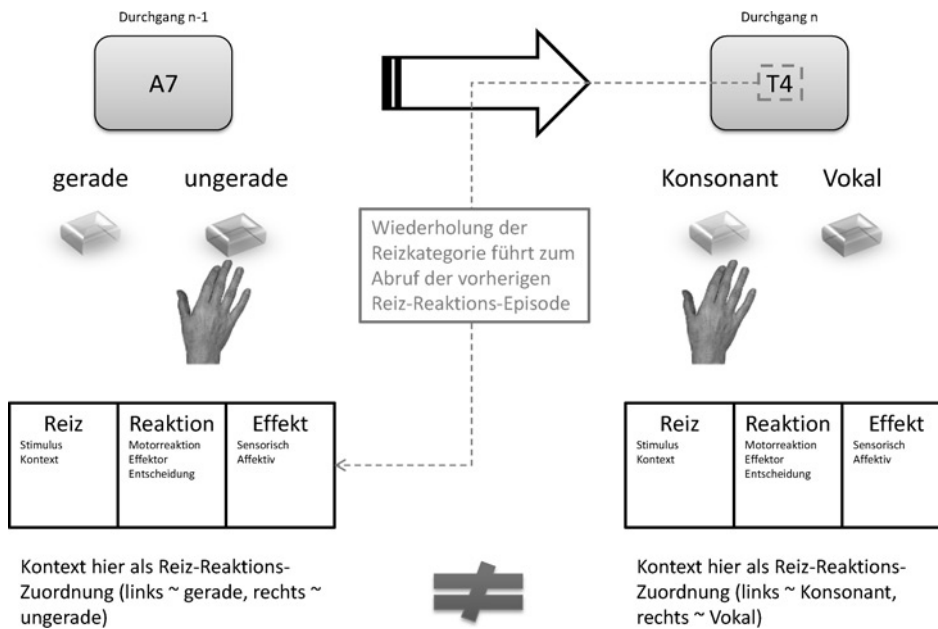 Durchgang n-1
Durchgang n
A7
T4
gerade
ungerade
Konsonant
Vokal
Wiederholung der
Reizkategorie führt zum
Abruf der vorherigen
Reiz-Reaktions-Episode
Reiz
Stimulus
Kontext
Reaktion
Motorreaktion
Effektor
Entscheidung
Effekt
Sensorisch
Affektiv
Reiz
Stimulus
Kontext
Reaktion
Motorreaktion
Effektor
Entscheidung
Effekt
Sensorisch
Affektiv
Kontext hier als Reiz-Reaktions-
Zuordnung (links ~ gerade, rechts ~
ungerade)
≠
Kontext hier als Reiz-Reaktions-
Zuordnung (links ~ Konsonant,
rechts ~ Vokal)